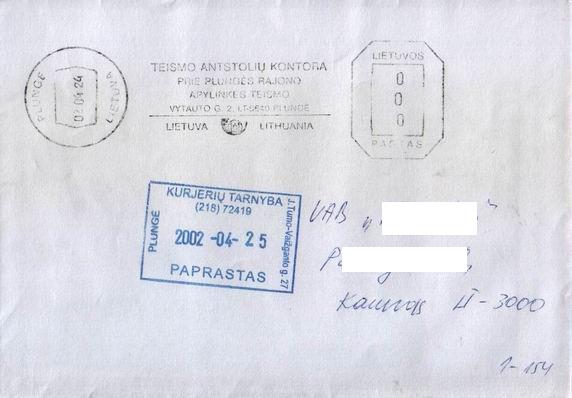 PLUNGĖ
02.04.24
LIETUVA
TEISMO ANTSTOLIŲ KONTORA
PRIE PLUNGĖS RAJONO
APYLINKĖS TEISMO
VYTAUTO G. 2, LT-5640 PLUNGĖ
LIETUVA LITHUANIA
LIETUVOS
0
0
0
PAŠTAS
KURJERIŲ TARNYBA
(218) 72419
PLUNGĖ
2002-04-25
PAPRASTAS
J.Tumo-Vaižganto g. 27
VAB „
Kaunas LT-3000
1-154